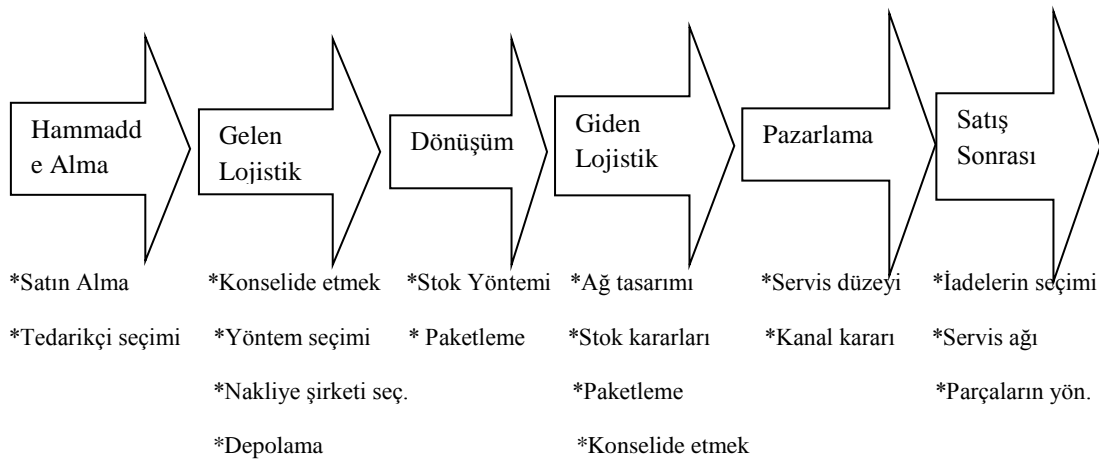 Hammadd
e Alma
Gelen
Lojistik
Dönüşüm
Giden
Lojistik
Pazarlama
Satış
Sonrası
*Satın Alma *Konselide etmek *Stok Yöntemi *Ağ tasarımı *Servis düzeyi *İadelerin seçimi
*Tedarikçi seçimi *Yöntem seçimi * Paketleme *Stok kararları *Kanal kararı *Servis ağı
*Nakliye şirketi seç. *Paketleme *Parçaların yön.
*Depolama *Konselide etmek